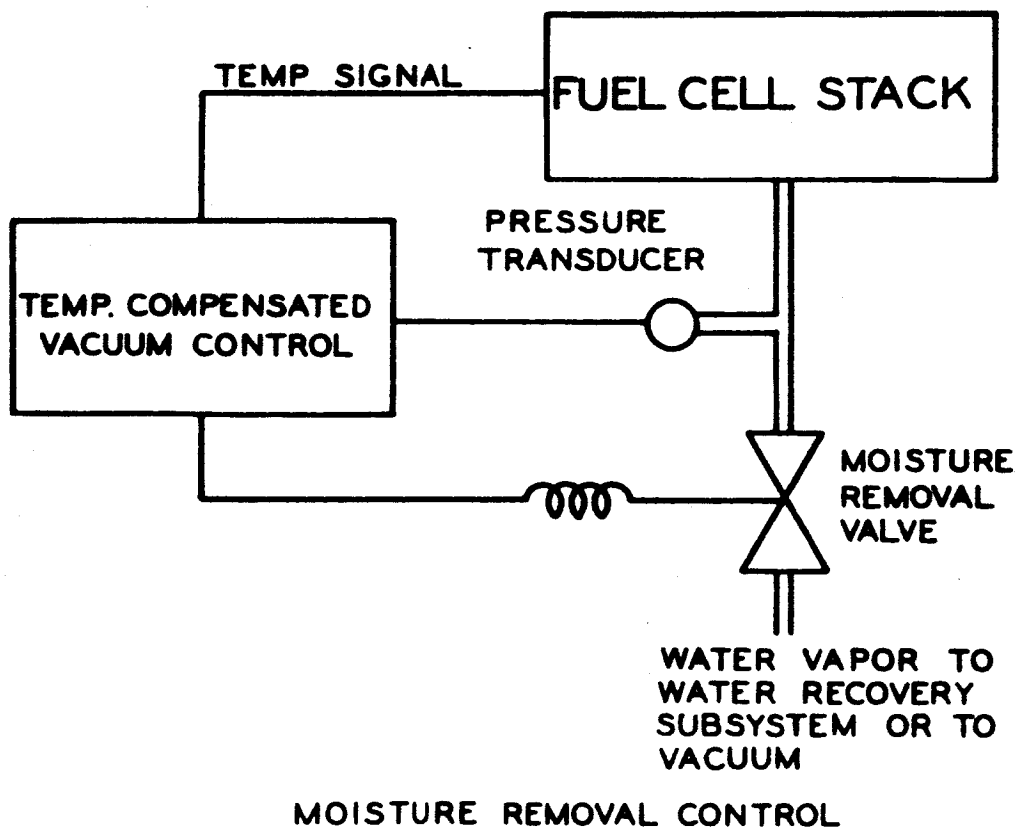 TEMP SIGNAL
FUEL CELL STACK
PRESSURE
TRANSDUCER
TEMP. COMPENSATED
VACUUM CONTROL
MOISTURE
REMOVAL
VALVE
WATER VAPOR TO
WATER RECOVERY
SUBSYSTEM OR TO
VACUUM
MOISTURE REMOVAL CONTROL